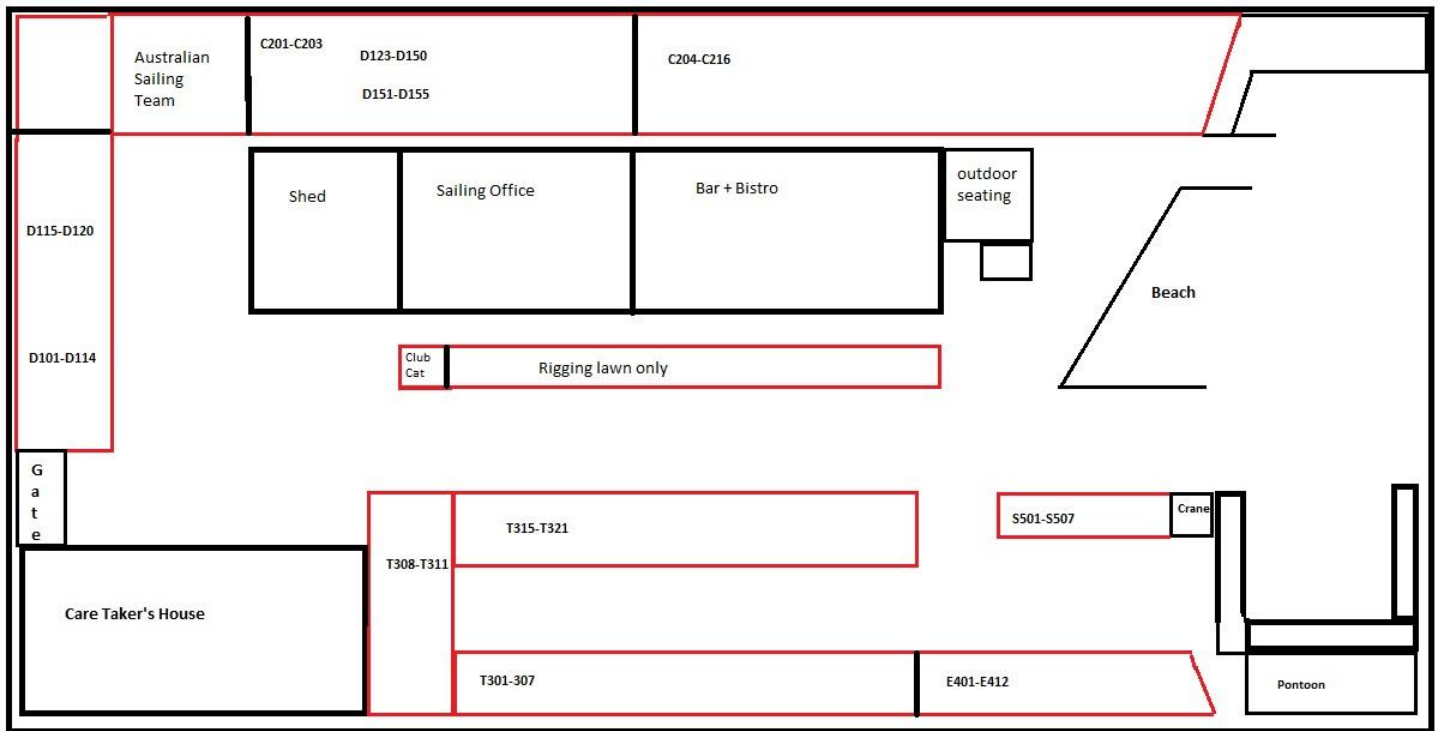 Australian
Sailing
Team
C201-C203
D123-D150
D151-D155
C204-C216
Shed
Sailing Office
Bar + Bistro
outdoor
seating
D115-D120
D101-D114
Beach
Club
Cat
Rigging lawn only
G
a
t
e
T315-T321
S501-S507
Crane
T308-T311
Care Taker's House
T301-307
E401-E412
Pontoon